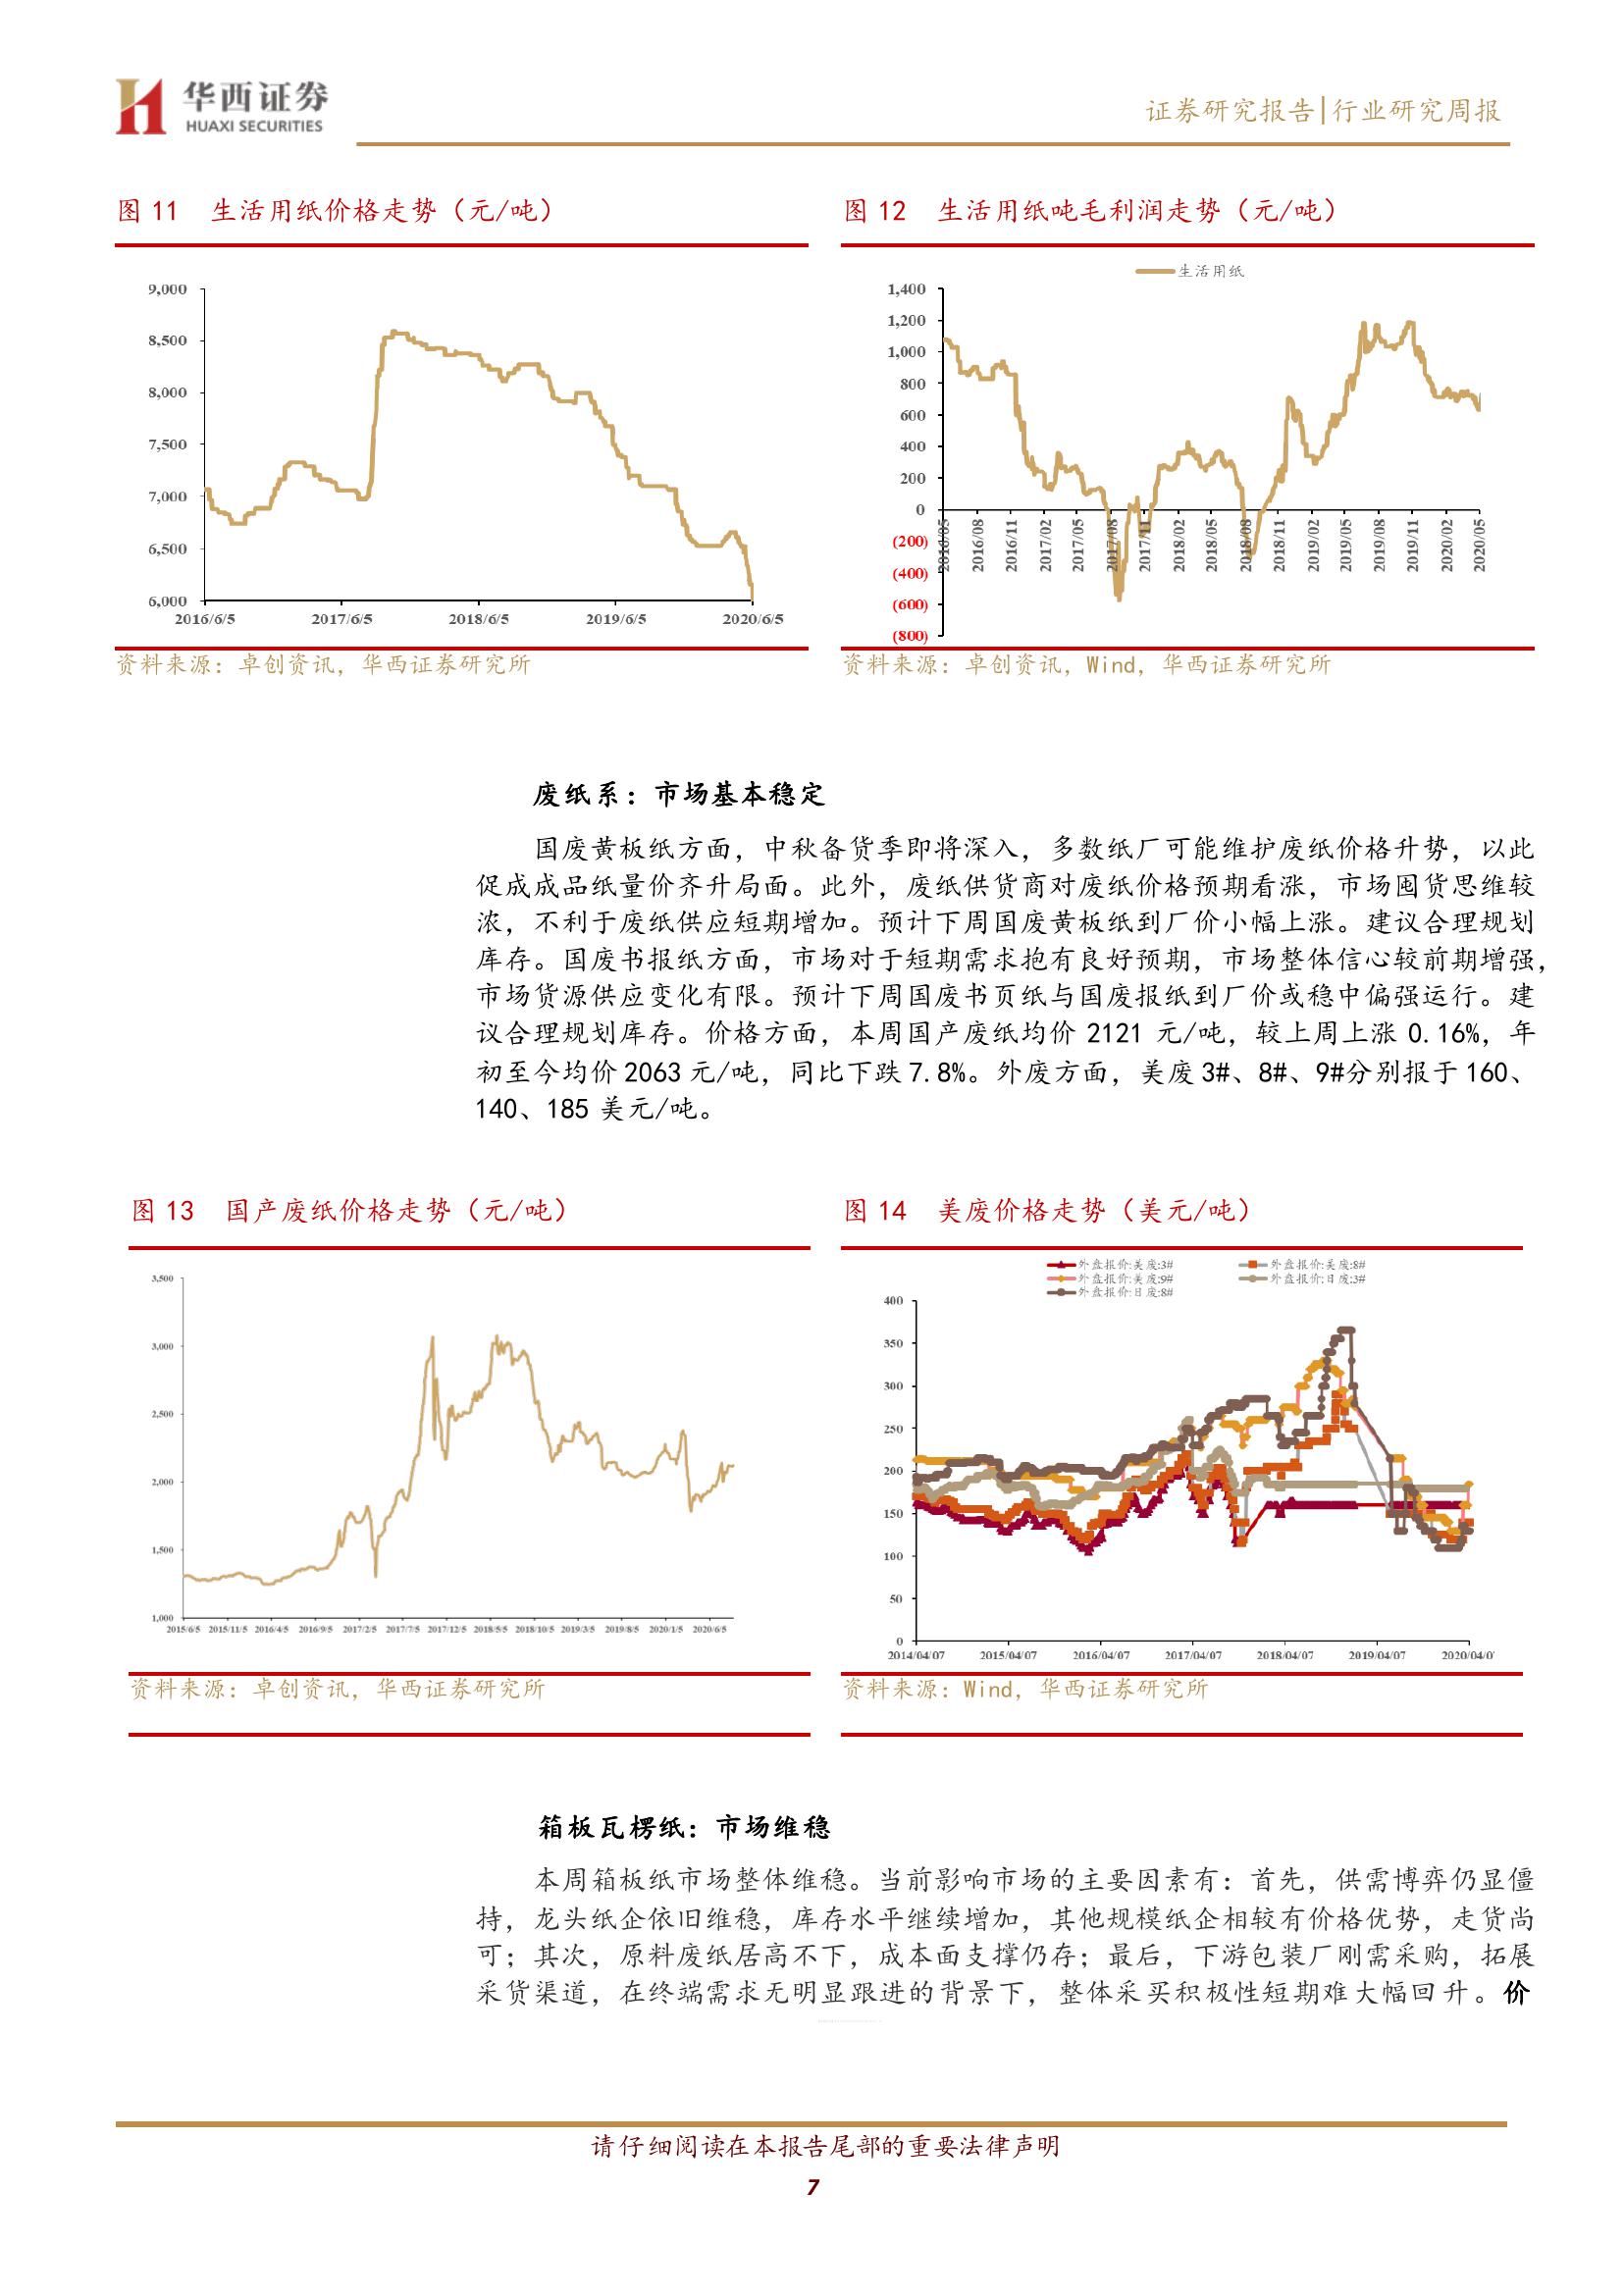 华西证券
HUAXI SECURITIES
证券研究报告|行业研究周报
图 11 生活用纸价格走势（元/吨）
9,000
8,500
8,000
7,500
7,000
6,500
6,000
2016/6/5 2017/6/5 2018/6/5 2019/6/5 2020/6/5
资料来源：卓创资讯，华西证券研究所
图 12 生活用纸吨毛利润走势（元/吨）
生活用纸
1,400
1,200
1,000
800
600
400
200
0
(200)
(400)
(600)
(800)
2016/05 2016/08 2016/11 2017/02 2017/05 2017/08 2017/11 2018/02 2018/05 2018/08 2018/11 2019/02 2019/05 2019/08 2019/11 2020/02 2020/05
资料来源：卓创资讯，Wind，华西证券研究所
废纸系：市场基本稳定
国废黄板纸方面，中秋备货季即将深入，多数纸厂可能维护废纸价格升势，以此
促成成品纸量价齐升局面。此外，废纸供货商对废纸价格预期看涨，市场囤货思维较
浓，不利于废纸供应短期增加。预计下周国废黄板纸到厂价小幅上涨。建议合理规划
库存。国废书报纸方面，市场对于短期需求抱有良好预期，市场整体信心较前期增强，
市场货源供应变化有限。预计下周国废书页纸与国废报纸到厂价或稳中偏强运行。建
议合理规划库存。价格方面，本周国产废纸均价 2121 元/吨，较上周上涨 0.16%，年
初至今均价 2063 元/吨，同比下跌 7.8%。外废方面，美废 3#、8#、9#分别报于 160、
140、185 美元/吨。
图 13 国产废纸价格走势（元/吨）
3,500
3,000
2,500
2,000
1,500
1,000
2015/6/5 2015/11/5 2016/4/5 2016/9/5 2017/2/5 2017/7/5 2017/12/5 2018/5/5 2018/10/5 2019/3/5 2019/8/5 2020/1/5 2020/6/5
资料来源：卓创资讯，华西证券研究所
图 14 美废价格走势（美元/吨）
外盘报价:美废:3# 外盘报价:美废:8#
外盘报价:美废:9# 外盘报价:日废:3#
外盘报价:日废:8#
400
350
300
250
200
150
100
50
0
2014/04/07 2015/04/07 2016/04/07 2017/04/07 2018/04/07 2019/04/07 2020/04/0
资料来源：Wind，华西证券研究所
箱板瓦楞纸：市场维稳
本周箱板纸市场整体维稳。当前影响市场的主要因素有：首先，供需博弈仍显僵
持，龙头纸企依旧维稳，库存水平继续增加，其他规模纸企相较有价格优势，走货尚
可；其次，原料废纸居高不下，成本面支撑仍存；最后，下游包装厂刚需采购，拓展
采货渠道，在终端需求无明显跟进的背景下，整体采买积极性短期难大幅回升。价
请仔细阅读在本报告尾部的重要法律声明
7